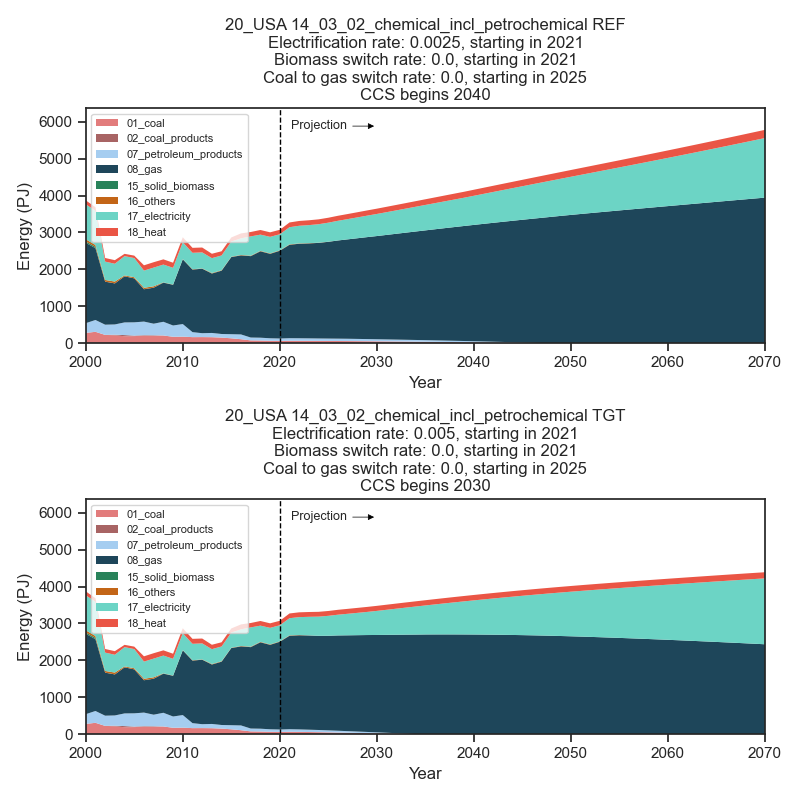 20_USA 14_03_02_chemical_incl_petrochemical REF
Electrification rate: 0.0025, starting in 2021
Biomass switch rate: 0.0, starting in 2021
Coal to gas switch rate: 0.0, starting in 2025
CCS begins 2040
Energy (PJ)
6000
5000
4000
3000
2000
1000
0
01_coal
02_coal_products
07_petroleum_products
08_gas
15_solid_biomass
16_others
17_electricity
18_heat
Projection
2000 2010 2020 2030 2040 2050 2060 2070
Year
20_USA 14_03_02_chemical_incl_petrochemical TGT
Electrification rate: 0.005, starting in 2021
Biomass switch rate: 0.0, starting in 2021
Coal to gas switch rate: 0.0, starting in 2025
CCS begins 2030
Energy (PJ)
6000
5000
4000
3000
2000
1000
0
01_coal
02_coal_products
07_petroleum_products
08_gas
15_solid_biomass
16_others
17_electricity
18_heat
Projection
2000 2010 2020 2030 2040 2050 2060 2070
Year